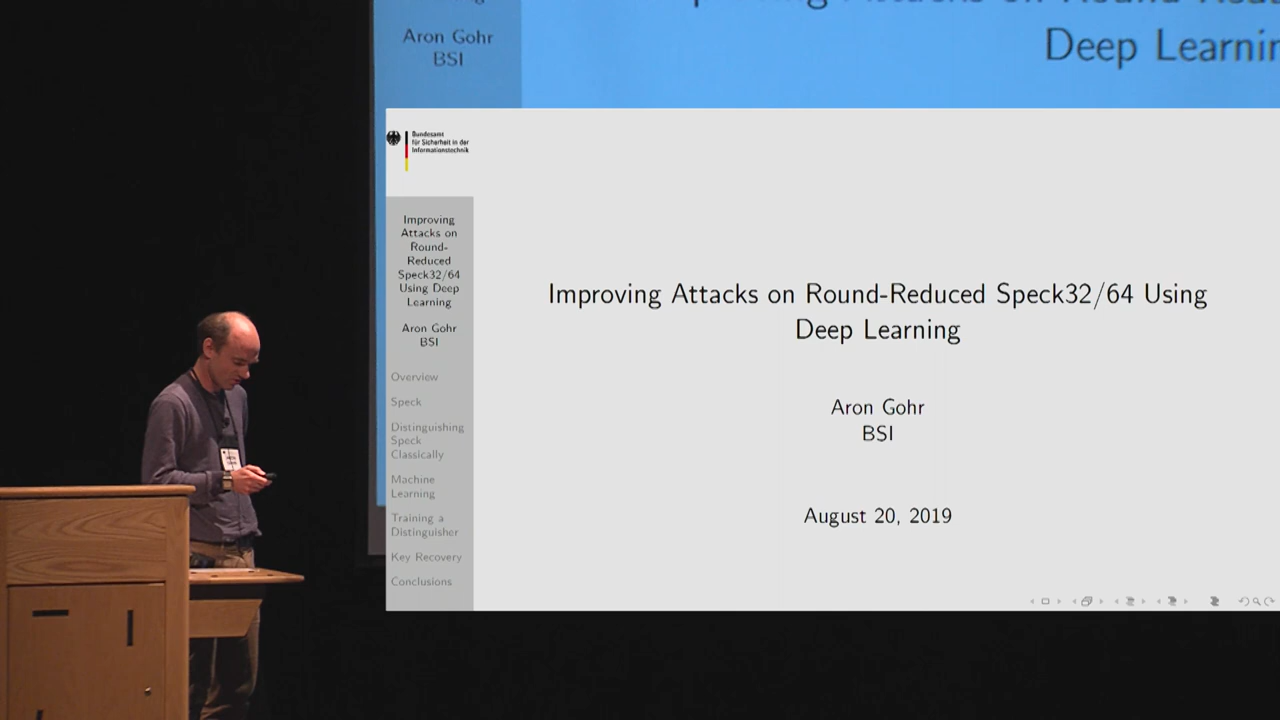 Aron Gohr
BSI
Deep Learnin
Bundesamt
für Sicherheit in der
Informationstechnik
Improving
Attacks on
Round-
Reduced
Speck32/64
Using Deep
Learning
Aron Gohr
BSI
Overview
Speck
Distinguishing
Speck
Classically
Machine
Learning
Training a
Distinguisher
Key Recovery
Conclusions
Improving Attacks on Round-Reduced Speck32/64 Using
Deep Learning
Aron Gohr
BSI
August 20, 2019